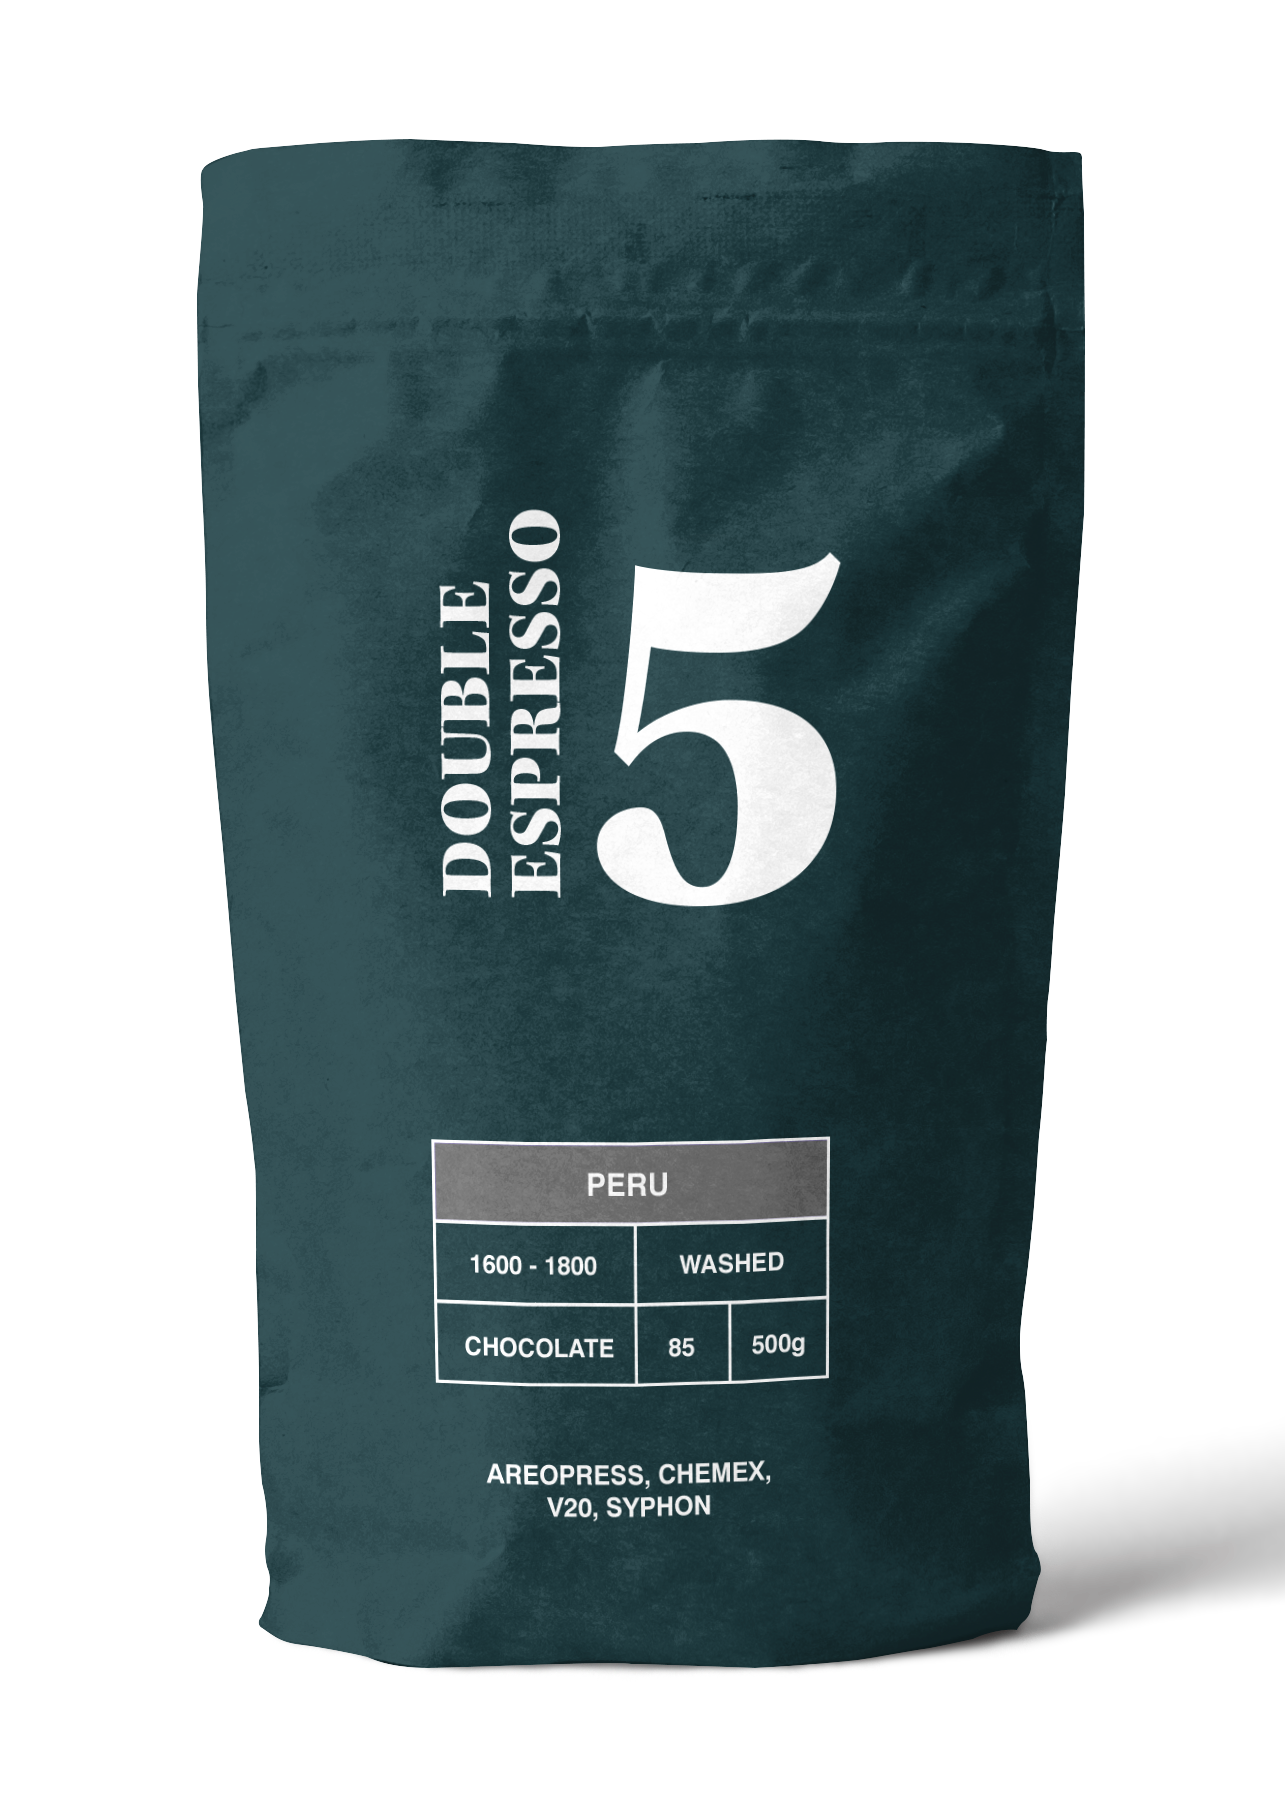 DOUBLE
ESPRESSO
5
PERU
1600 - 1800
WASHED
CHOCOLATE
85
500g
AREOPRESS, CHEMEX,
V20, SYPHON